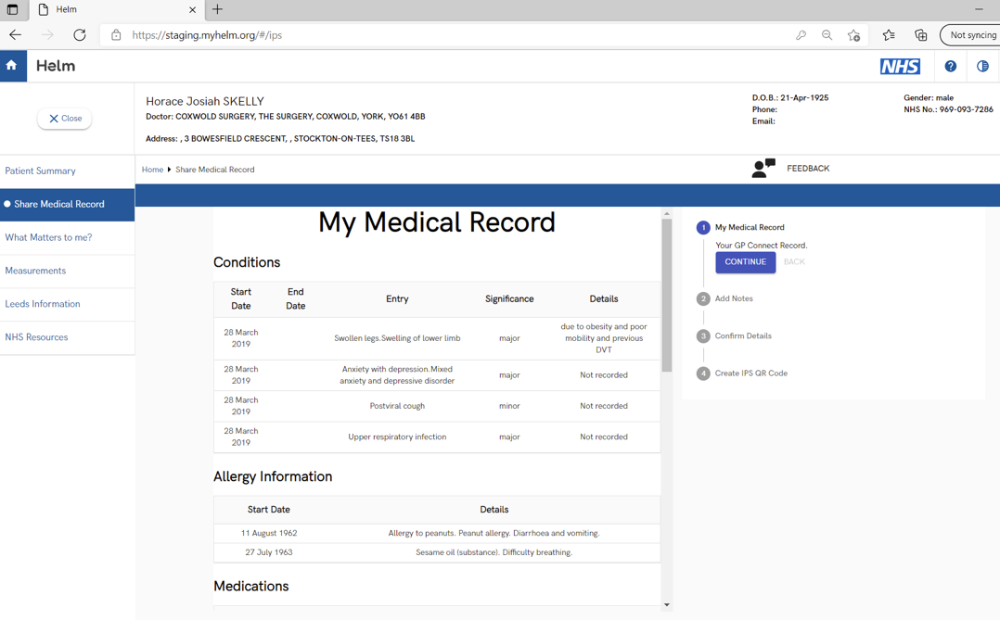 Helm
https://staging.myhelm.org/#/ips
Not syncing
Helm
NHS
?
Close
Horace Josiah SKELLY
Doctor: COXWOLD SURGERY, THE SURGERY, COXWOLD, YORK, YO61 4BB
Address: , 3 BOWESFIELD CRESCENT, , STOCKTON-ON-TEES, TS18 3BL
D.O.B.: 21-Apr-1925
Phone:
Email:
Gender: male
NHS No.: 969-093-7286
Patient Summary
Share Medical Record
What Matters to me?
Measurements
Leeds Information
NHS Resources
Home Share Medical Record
FEEDBACK
My Medical Record
Conditions
Start Date End Date Entry Significance Details
28 March 2019 Swollen legs.Swelling of lower limb major due to obesity and poor mobility and previous DVT
28 March 2019 Anxiety with depression.Mixed anxiety and depressive disorder major Not recorded
28 March 2019 Postviral cough minor Not recorded
28 March 2019 Upper respiratory infection major Not recorded
Allergy Information
Start Date Details
11 August 1962 Allergy to peanuts. Peanut allergy. Diarrhoea and vomiting.
27 July 1963 Sesame oil (substance). Difficulty breathing.
Medications
1 My Medical Record
Your GP Connect Record.
CONTINUE BACK
2 Add Notes
3 Confirm Details
4 Create IPS QR Code